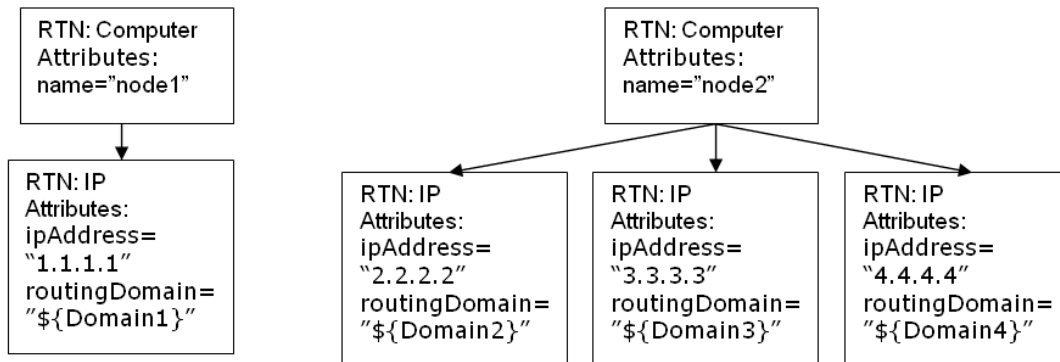 RTN: Computer
Attributes:
name=”node1”
RTN: Computer
Attributes:
name=”node2”
RTN: IP
Attributes:
ipAddress=
“1.1.1.1”
routingDomain=
”${Domain1}”
RTN: IP
Attributes:
ipAddress=
“2.2.2.2”
routingDomain=
”${Domain2}”
RTN: IP
Attributes:
ipAddress=
“3.3.3.3”
routingDomain=
”${Domain3}”
RTN: IP
Attributes:
ipAddress=
“4.4.4.4”
routingDomain=
”${Domain4}”